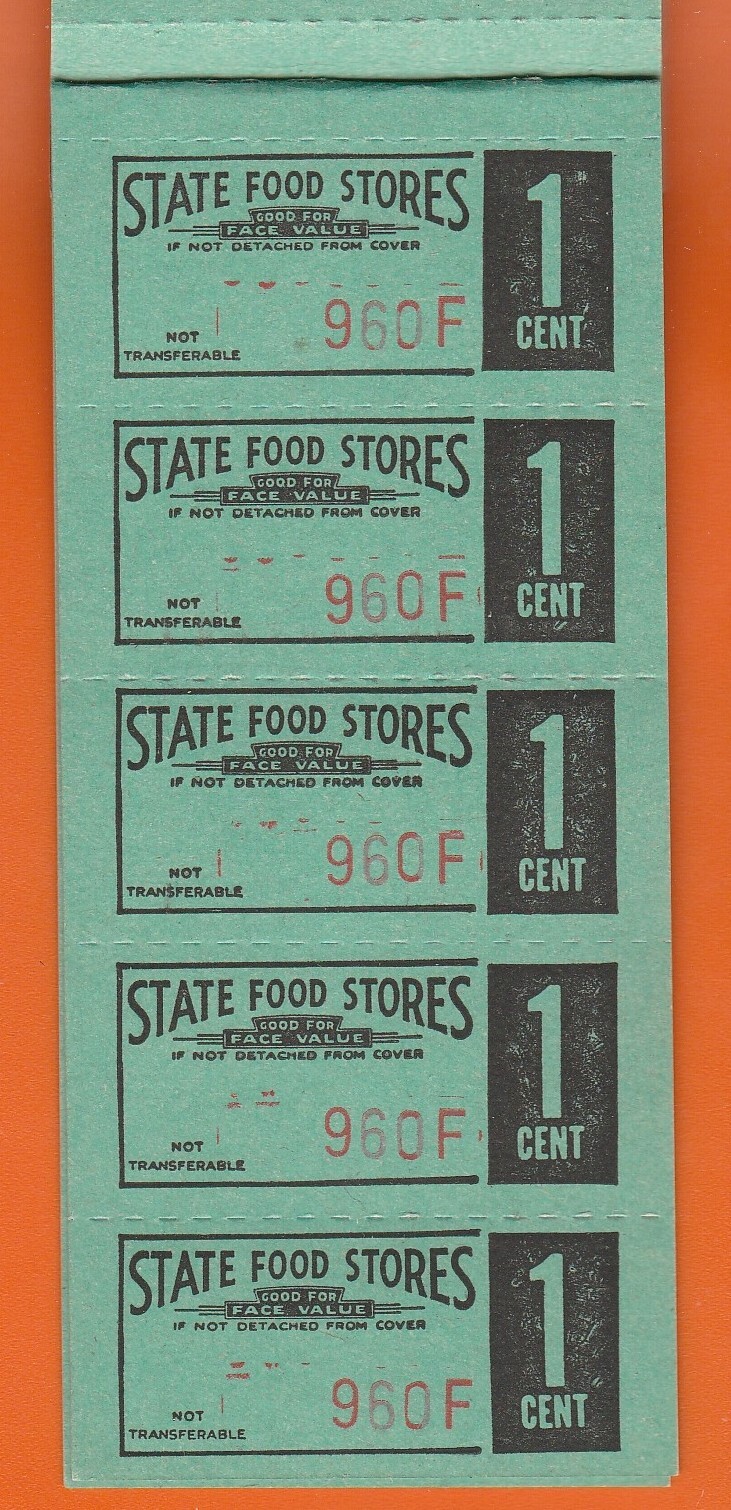 STATE FOOD STORES
GOOD FOR
FACE VALUE
IF NOT DETACHED FROM COVER
960F
NOT
TRANSFERABLE
1
CENT
STATE FOOD STORES
GOOD FOR
FACE VALUE
IF NOT DETACHED FROM COVER
960F
NOT
TRANSFERABLE
1
CENT
STATE FOOD STORES
GOOD FOR
FACE VALUE
IF NOT DETACHED FROM COVER
960F
NOT
TRANSFERABLE
1
CENT
STATE FOOD STORES
GOOD FOR
FACE VALUE
IF NOT DETACHED FROM COVER
960F
NOT
TRANSFERABLE
1
CENT
STATE FOOD STORES
GOOD FOR
FACE VALUE
IF NOT DETACHED FROM COVER
960F
NOT
TRANSFERABLE
1
CENT